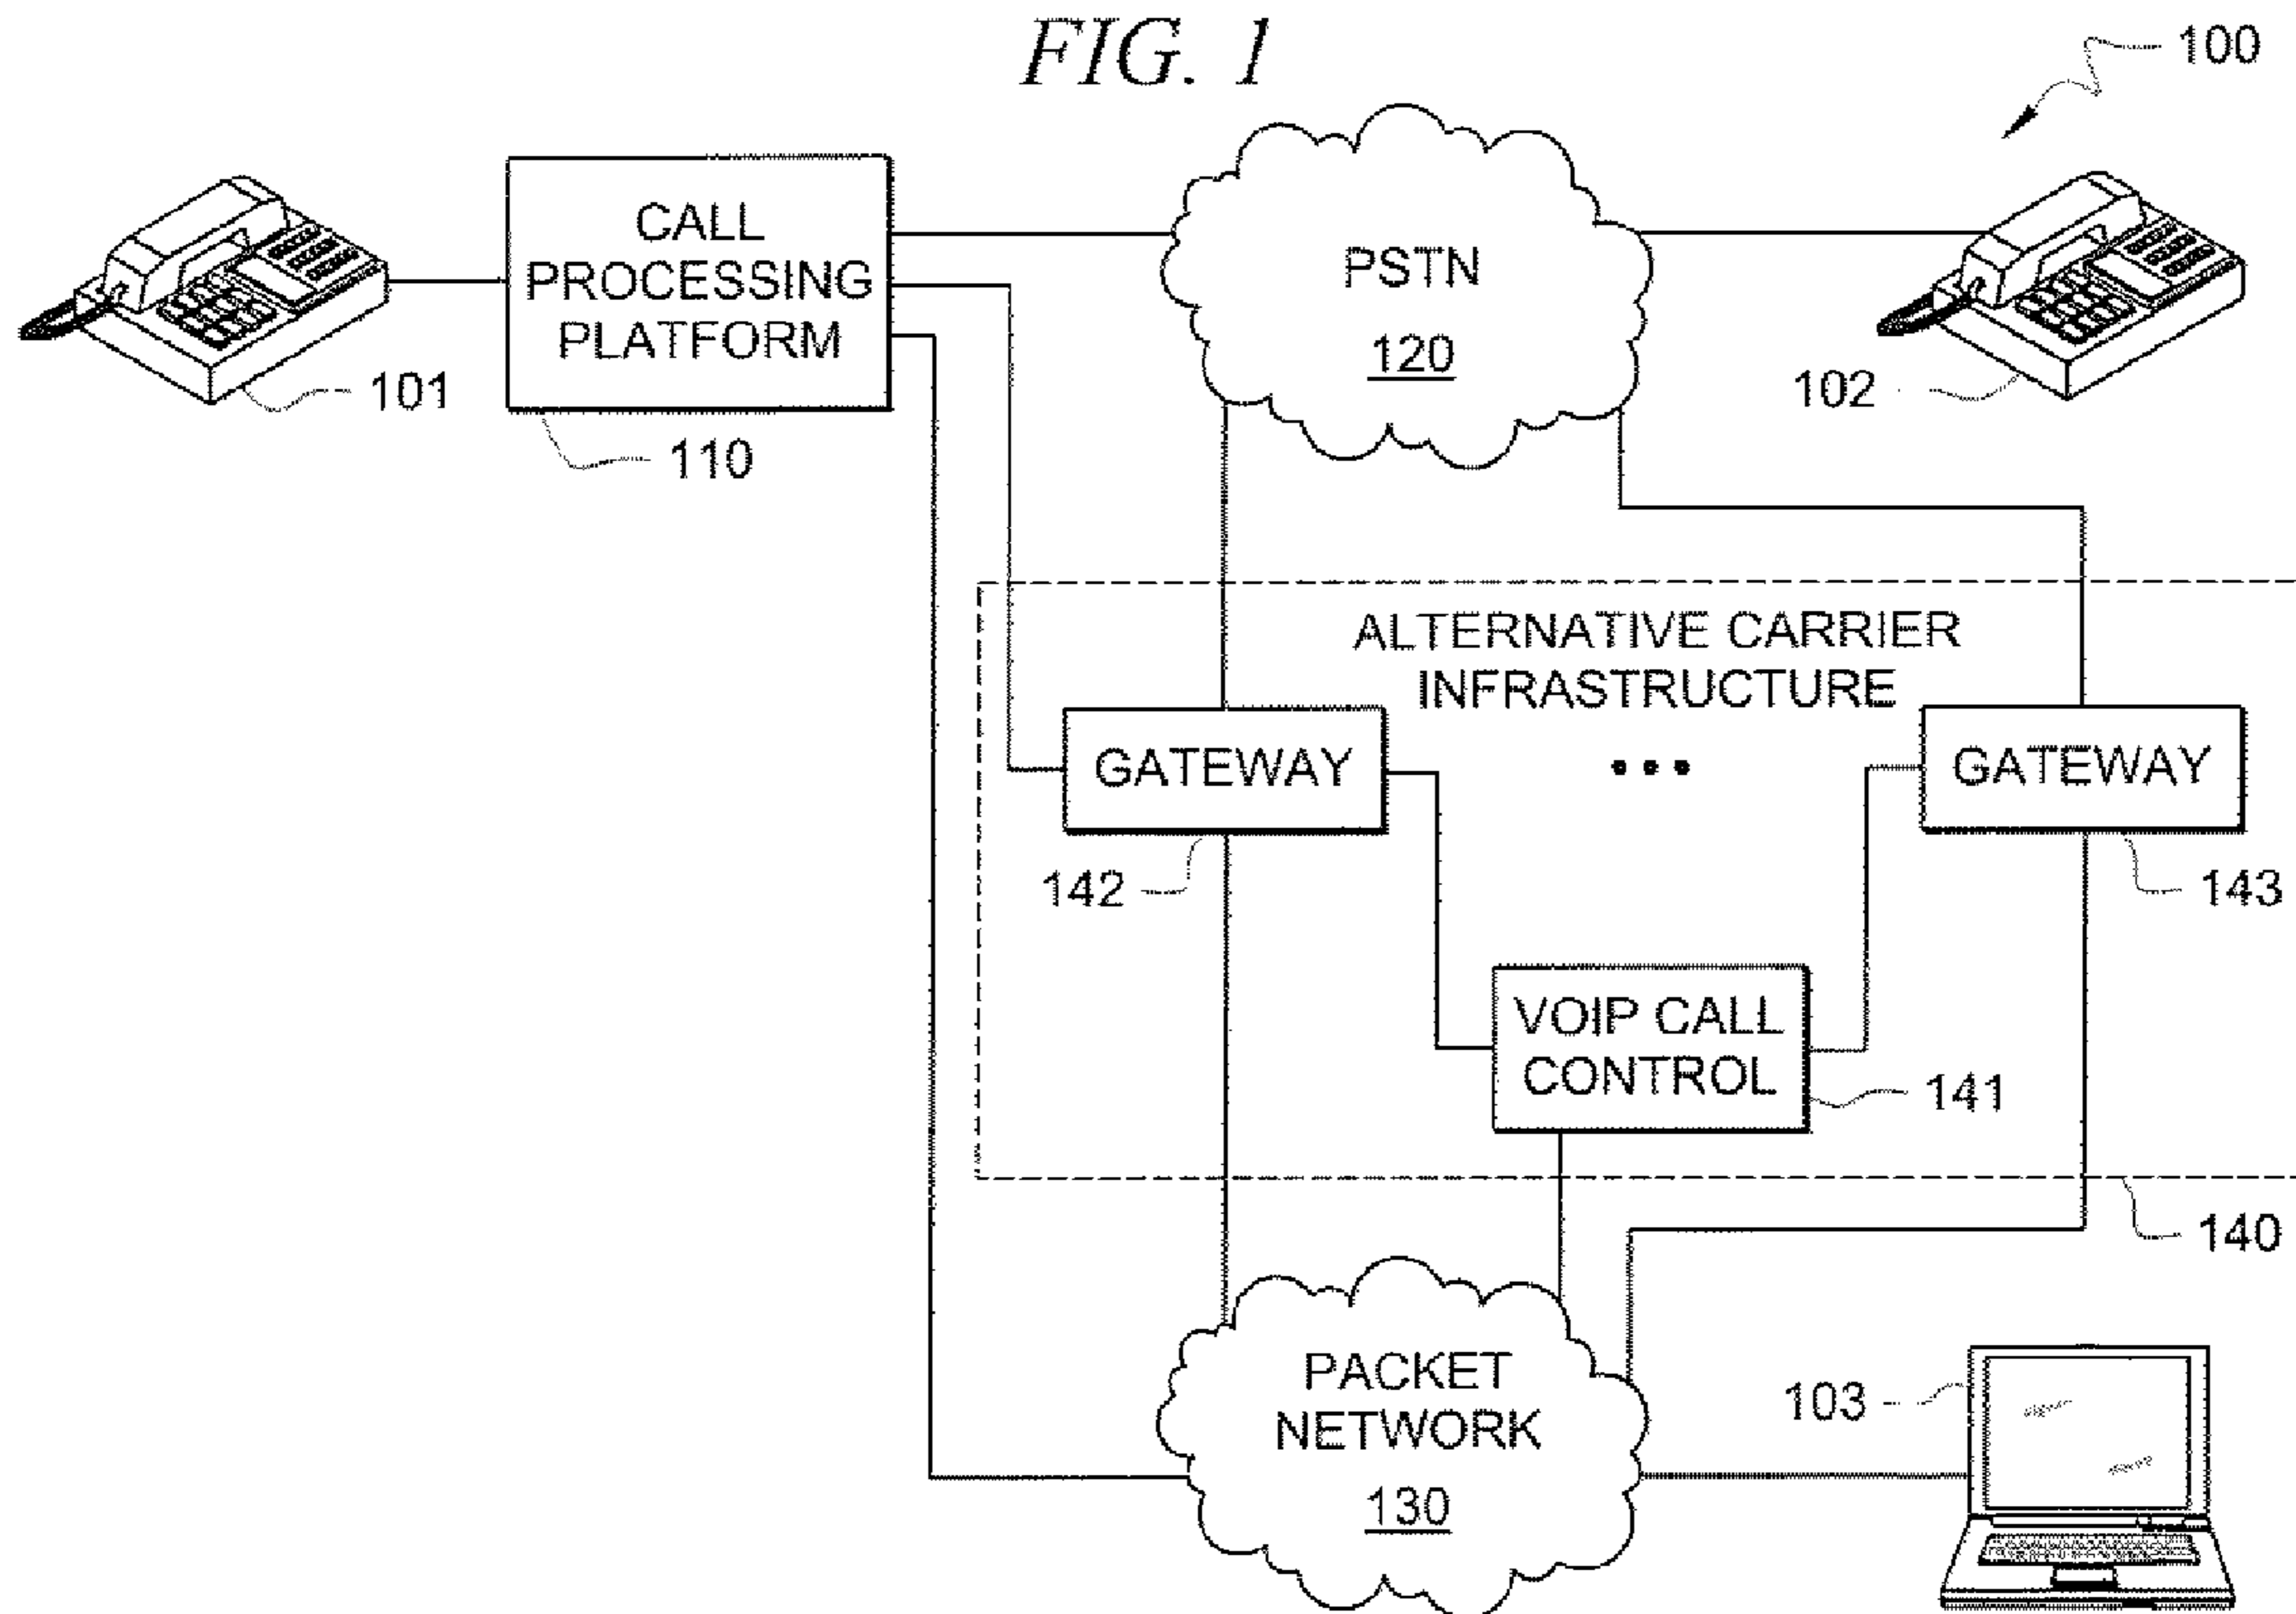 FIG. 1
100
CALL
PROCESSING
PLATFORM
PSTN
120
101
110
102
ALTERNATIVE CARRIER
INFRASTRUCTURE
GATEWAY
•••
GATEWAY
142
143
VOIP CALL
CONTROL
141
140
PACKET
NETWORK
130
103